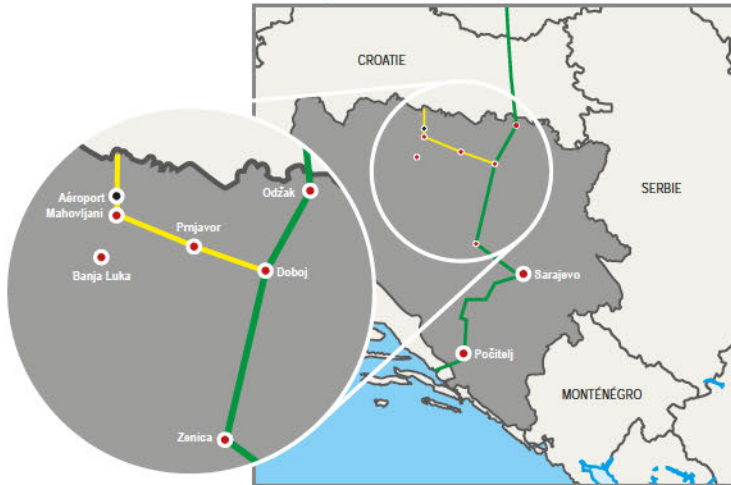 CROATIE
SERBIE
MONTÉNÉGRO
Sarajevo
Počitelj
Odžak
Aéroport
Mahovljani
Prnjavor
Banja Luka
Doboj
Zenica